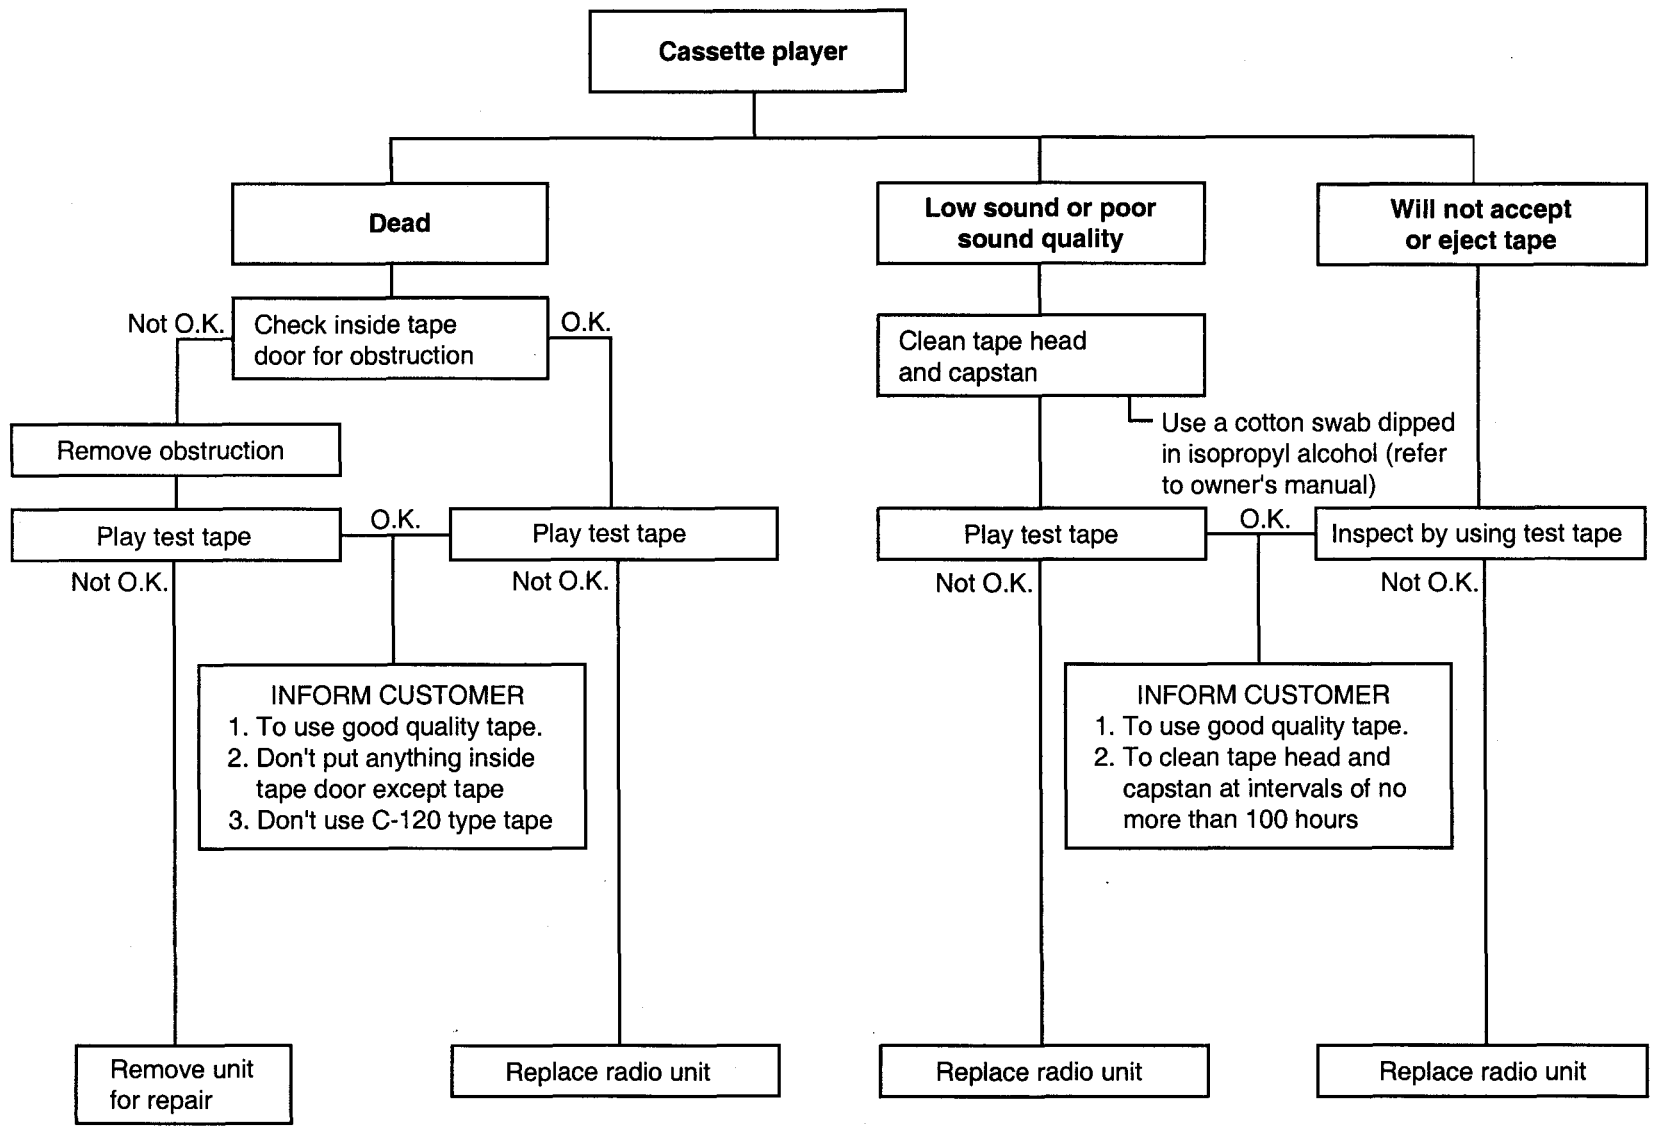 Cassette player
Dead
Low sound or poor
sound quality
Will not accept
or eject tape
Not O.K.
Check inside tape
door for obstruction
O.K.
Clean tape head
and capstan
Use a cotton swab dipped
in isopropyl alcohol (refer
to owner's manual)
Remove obstruction
Play test tape
O.K.
Play test tape
Play test tape
O.K.
Inspect by using test tape
Not O.K.
Not O.K.
Not O.K.
Not O.K.
INFORM CUSTOMER
1. To use good quality tape.
2. Don't put anything inside
tape door except tape
3. Don't use C-120 type tape
INFORM CUSTOMER
1. To use good quality tape.
2. To clean tape head and
capstan at intervals of no
more than 100 hours
Remove unit
for repair
Replace radio unit
Replace radio unit
Replace radio unit